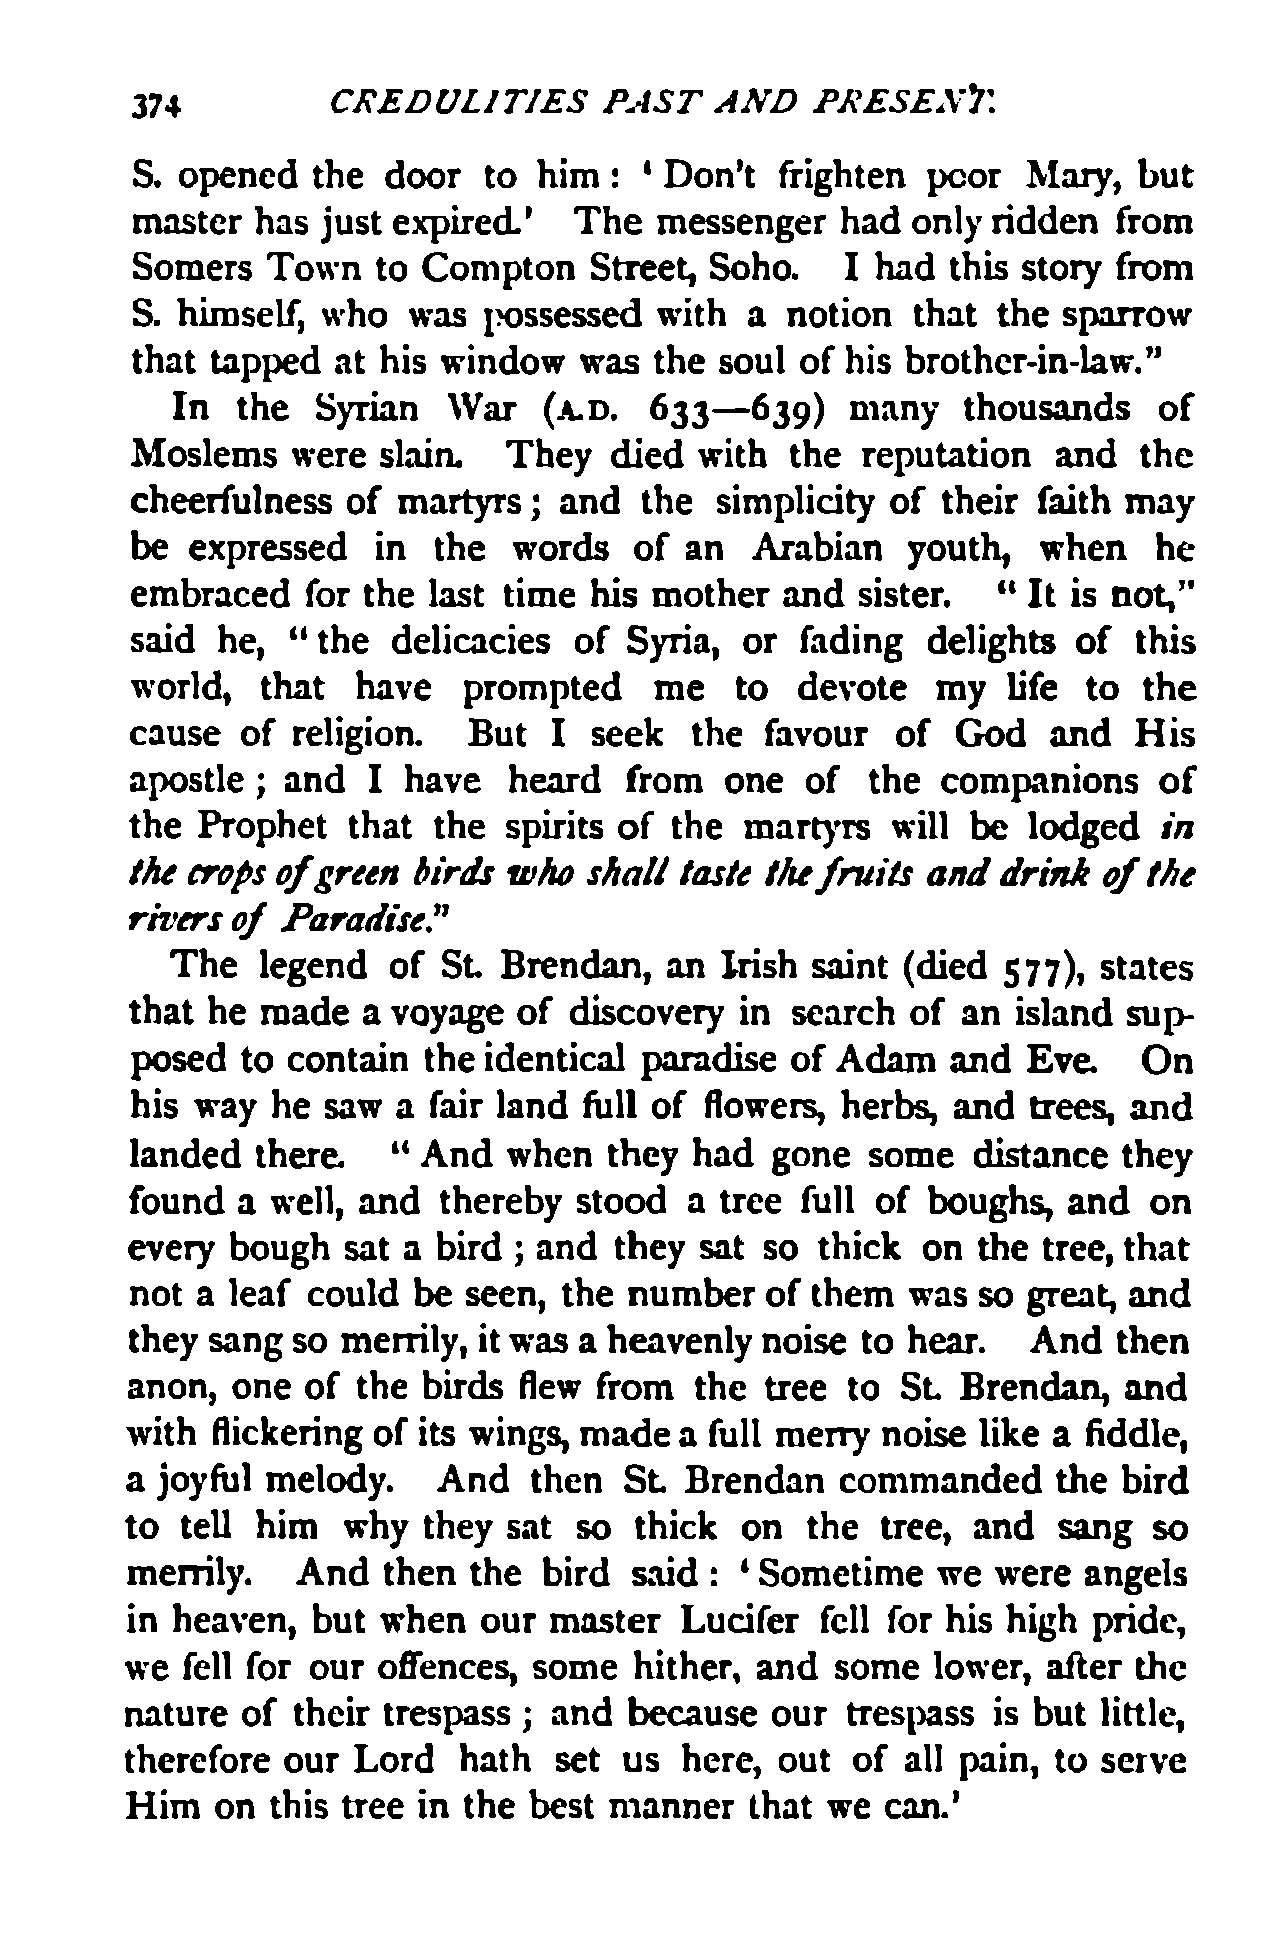 374 CREDULITIES PAST AND PRESENT.
S. opened the door to him : ‘ Don't frighten poor Mary, but
master has just expired.’ The messenger had only ridden from
Somers Town to Compton Street, Soho. I had this story from
S. himself, who was possessed with a notion that the sparrow
that tapped at his window was the soul of his brother-in-law.”
In the Syrian War (A.D. 633—639) many thousands of
Moslems were slain. They died with the reputation and the
cheerfulness of martyrs ; and the simplicity of their faith may
be expressed in the words of an Arabian youth, when he
embraced for the last time his mother and sister. “ It is not,”
said he, “ the delicacies of Syria, or fading delights of this
world, that have prompted me to devote my life to the
cause of religion. But I seek the favour of God and His
apostle ; and I have heard from one of the companions of
the Prophet that the spirits of the martyrs will be lodged in
the crops of green birds who shall taste the fruits and drink of the
rivers of Paradise.”
The legend of St. Brendan, an Irish saint (died 577), states
that he made a voyage of discovery in search of an island sup-
posed to contain the identical paradise of Adam and Eve. On
his way he saw a fair land full of flowers, herbs, and trees, and
landed there. “ And when they had gone some distance they
found a well, and thereby stood a tree full of boughs, and on
every bough sat a bird ; and they sat so thick on the tree, that
not a leaf could be seen, the number of them was so great, and
they sang so merrily, it was a heavenly noise to hear. And then
anon, one of the birds flew from the tree to St. Brendan, and
with flickering of its wings, made a full merry noise like a fiddle,
a joyful melody. And then St. Brendan commanded the bird
to tell him why they sat so thick on the tree, and sang so
merrily. And then the bird said : ‘ Sometime we were angels
in heaven, but when our master Lucifer fell for his high pride,
we fell for our offences, some hither, and some lower, after the
nature of their trespass ; and because our trespass is but little,
therefore our Lord hath set us here, out of all pain, to serve
Him on this tree in the best manner that we can.’